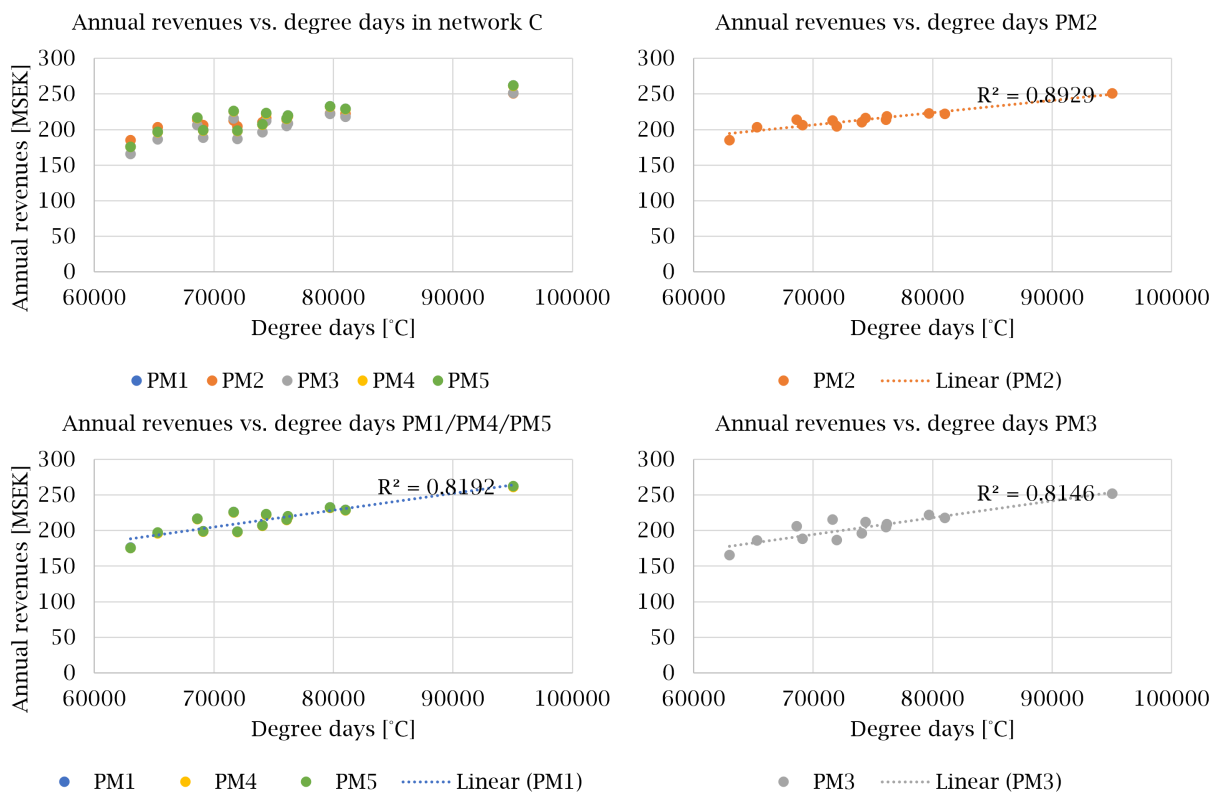 Annual revenues vs. degree days in network C
Annual revenues [MSEK]
300
250
200
150
100
50
0
60000 70000 80000 90000 100000
Degree days [°C]
PM1 PM2 PM3 PM4 PM5
Annual revenues vs. degree days PM2
300
250
200
150
100
50
0
R² = 0.8929
60000 70000 80000 90000 100000
Degree days [°C]
PM2 Linear (PM2)
Annual revenues vs. degree days PM1/PM4/PM5
Annual revenues [MSEK]
300
250
200
150
100
50
0
R² = 0.8192
60000 70000 80000 90000 100000
Degree days [°C]
PM1 PM4 PM5 Linear (PM1)
Annual revenues vs. degree days PM3
300
250
200
150
100
50
0
R² = 0.8146
60000 70000 80000 90000 100000
Degree days [°C]
PM3 Linear (PM3)